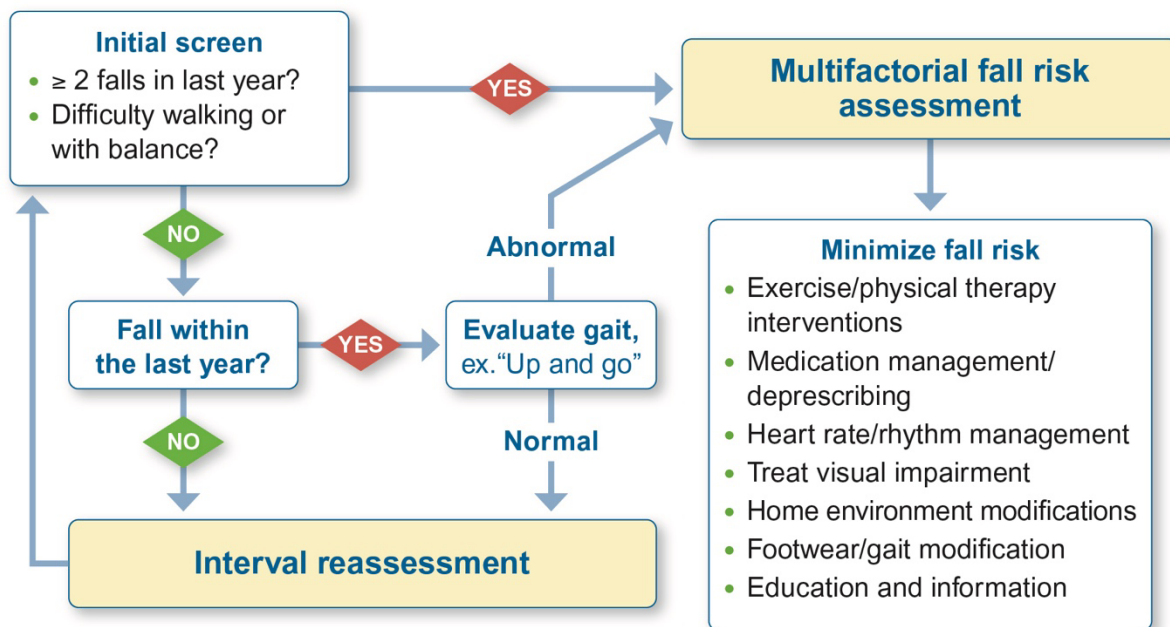 Initial screen
• ≥ 2 falls in last year?
• Difficulty walking or
with balance?
YES
Multifactorial fall risk
assessment
NO
Fall within
the last year?
YES
Evaluate gait,
ex.“Up and go”
Abnormal
Normal
NO
Interval reassessment
Minimize fall risk
• Exercise/physical therapy
interventions
• Medication management/
deprescribing
• Heart rate/rhythm management
• Treat visual impairment
• Home environment modifications
• Footwear/gait modification
• Education and information